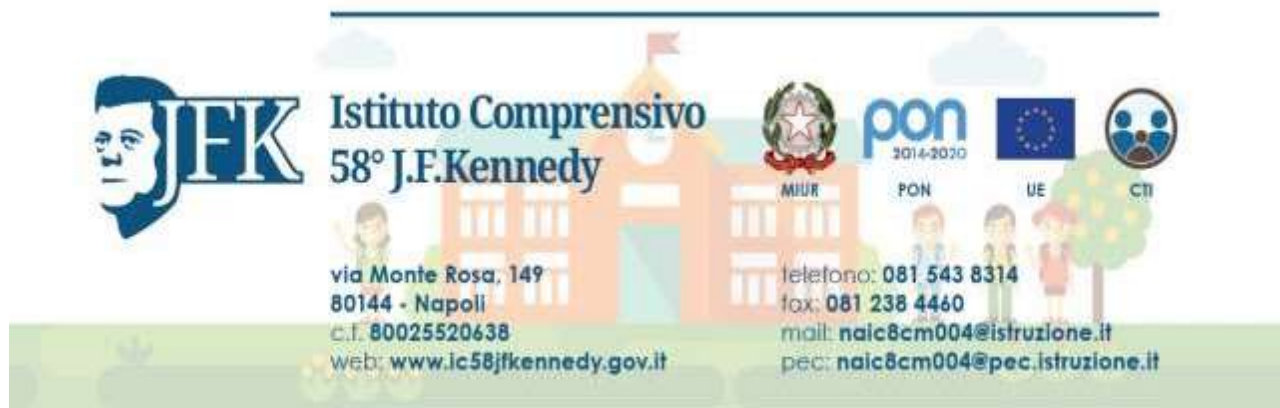 JFK
Istituto Comprensivo
58° J.F.Kennedy
pon
2014-2020
MIUR
PON
UE
CTI
via Monte Rosa, 149
80144 - Napoli
c.f. 80025520638
web: www.ic58jfkennedy.gov.it
telefono: 081 543 8314
fax: 081 238 4460
mail: naic8cm004@istruzione.it
pec: naic8cm004@pec.istruzione.it